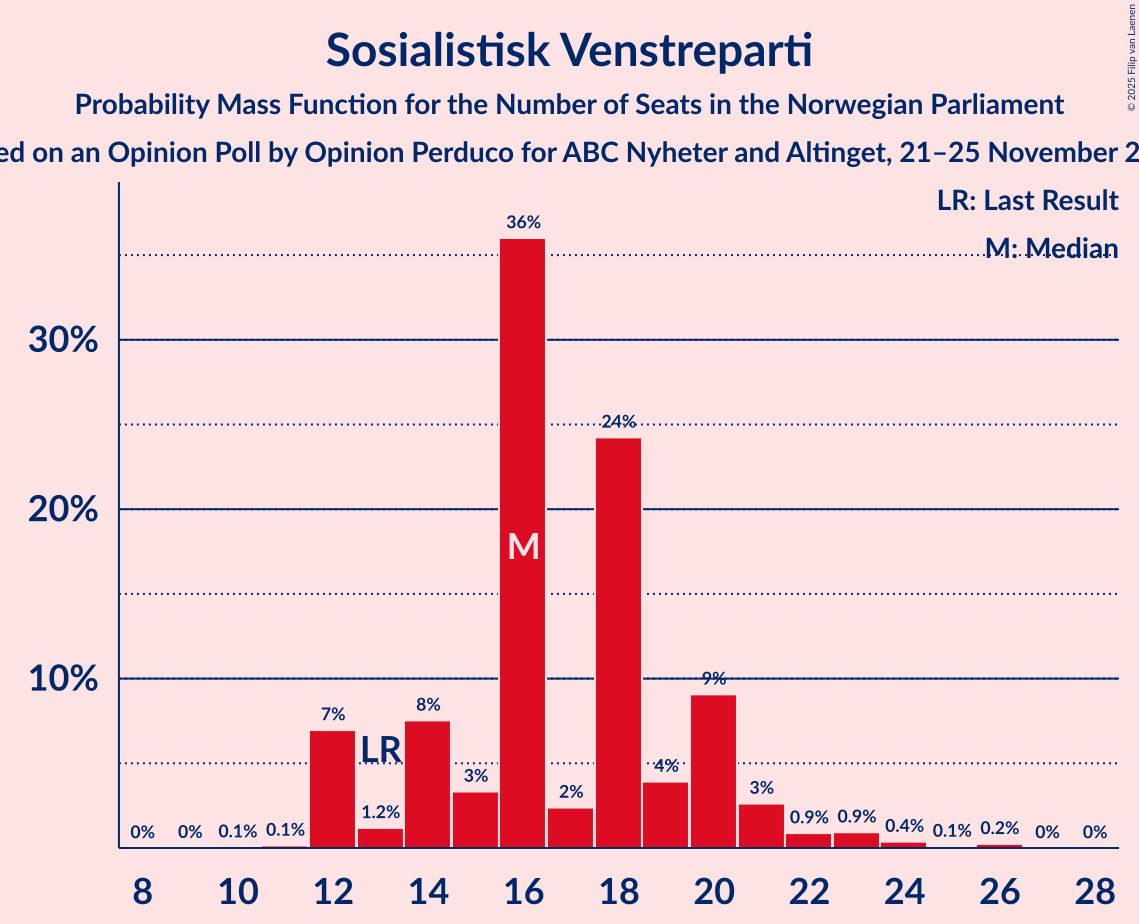 Sosialistisk Venstreparti
Probability Mass Function for the Number of Seats in the Norwegian Parliament
ed on an Opinion Poll by Opinion Perduco for ABC Nyheter and Altinget, 21–25 November 2
© 2025 Filip van Laenen
LR: Last Result
M: Median
36%
30%
24%
20%
M
10%
9%
8%
7%
LR
4%
3%
3%
2%
1.2%
0.9%
0.9%
0.4%
0% 0% 0.1% 0.1%
0.1% 0.2% 0% 0%
8 10 12 14 16 18 20 22 24 26 28